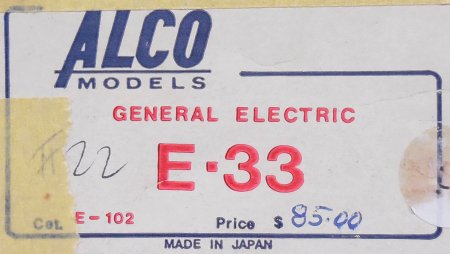 ALCO
MODELS
GENERAL ELECTRIC
#22
E·33
Cat. E-102 Price $ 85.00
MADE IN JAPAN